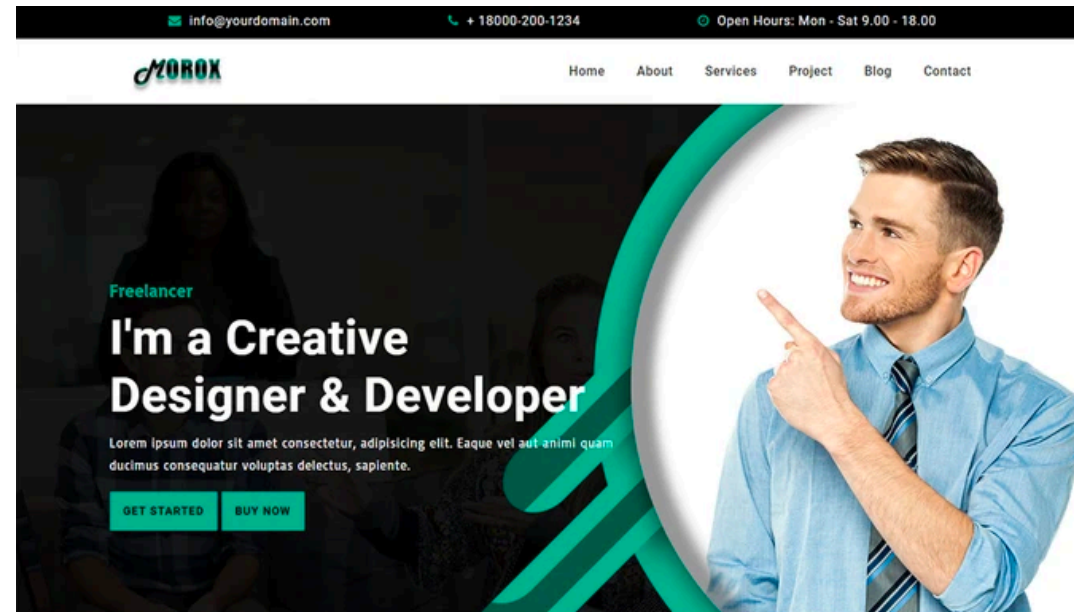 info@yourdomain.com
+ 18000-200-1234
Open Hours: Mon - Sat 9.00 - 18.00
MOROX
Home
About
Services
Project
Blog
Contact
Freelancer
I'm a Creative
Designer & Developer
Lorem ipsum dolor sit amet consectetur, adipisicing elit. Eaque vel aut animi quam
ducimus consequatur voluptas delectus, sapiente.
GET STARTED
BUY NOW